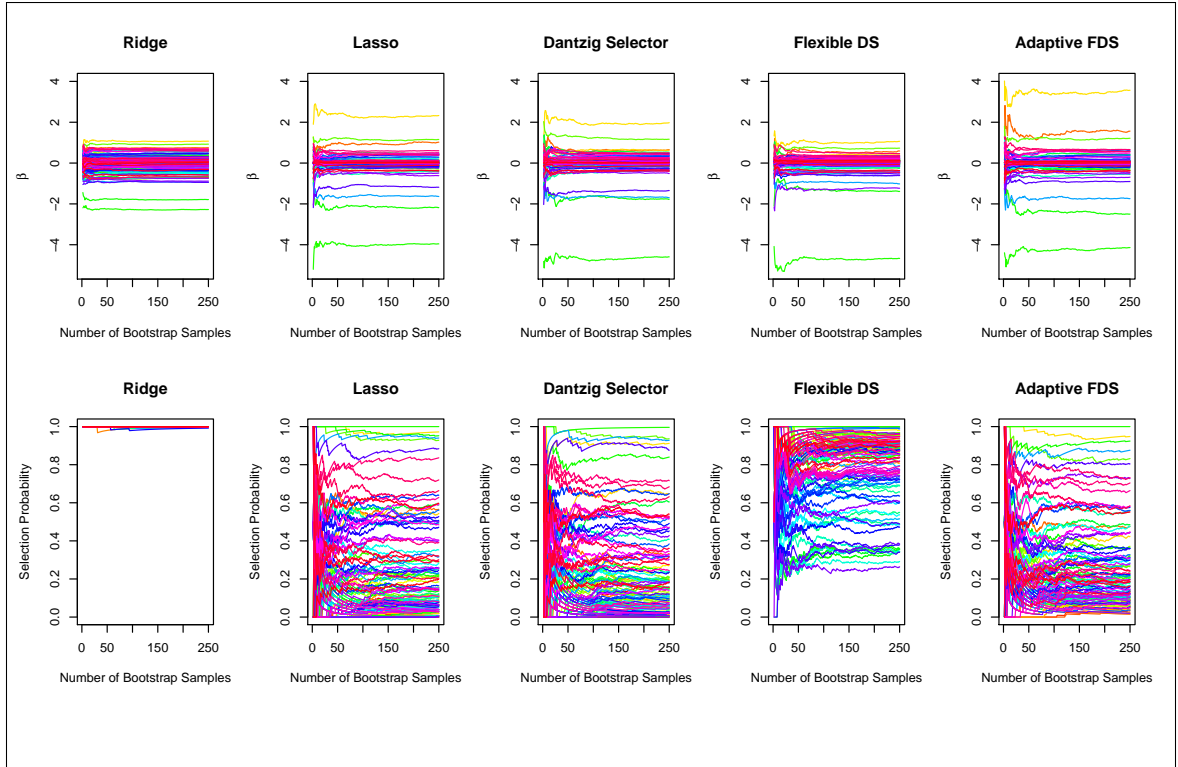 Ridge
Lasso
Dantzig Selector
Flexible DS
Adaptive FDS
β
4
2
0
−2
−4
0 50 150 250
Number of Bootstrap Samples
β
4
2
0
−2
−4
0 50 150 250
Number of Bootstrap Samples
β
4
2
0
−2
−4
0 50 150 250
Number of Bootstrap Samples
β
4
2
0
−2
−4
0 50 150 250
Number of Bootstrap Samples
β
4
2
0
−2
−4
0 50 150 250
Number of Bootstrap Samples
Ridge
Lasso
Dantzig Selector
Flexible DS
Adaptive FDS
Selection Probability
1.0
0.8
0.6
0.4
0.2
0.0
0 50 150 250
Number of Bootstrap Samples
Selection Probability
1.0
0.8
0.6
0.4
0.2
0.0
0 50 150 250
Number of Bootstrap Samples
Selection Probability
1.0
0.8
0.6
0.4
0.2
0.0
0 50 150 250
Number of Bootstrap Samples
Selection Probability
1.0
0.8
0.6
0.4
0.2
0.0
0 50 150 250
Number of Bootstrap Samples
Selection Probability
1.0
0.8
0.6
0.4
0.2
0.0
0 50 150 250
Number of Bootstrap Samples